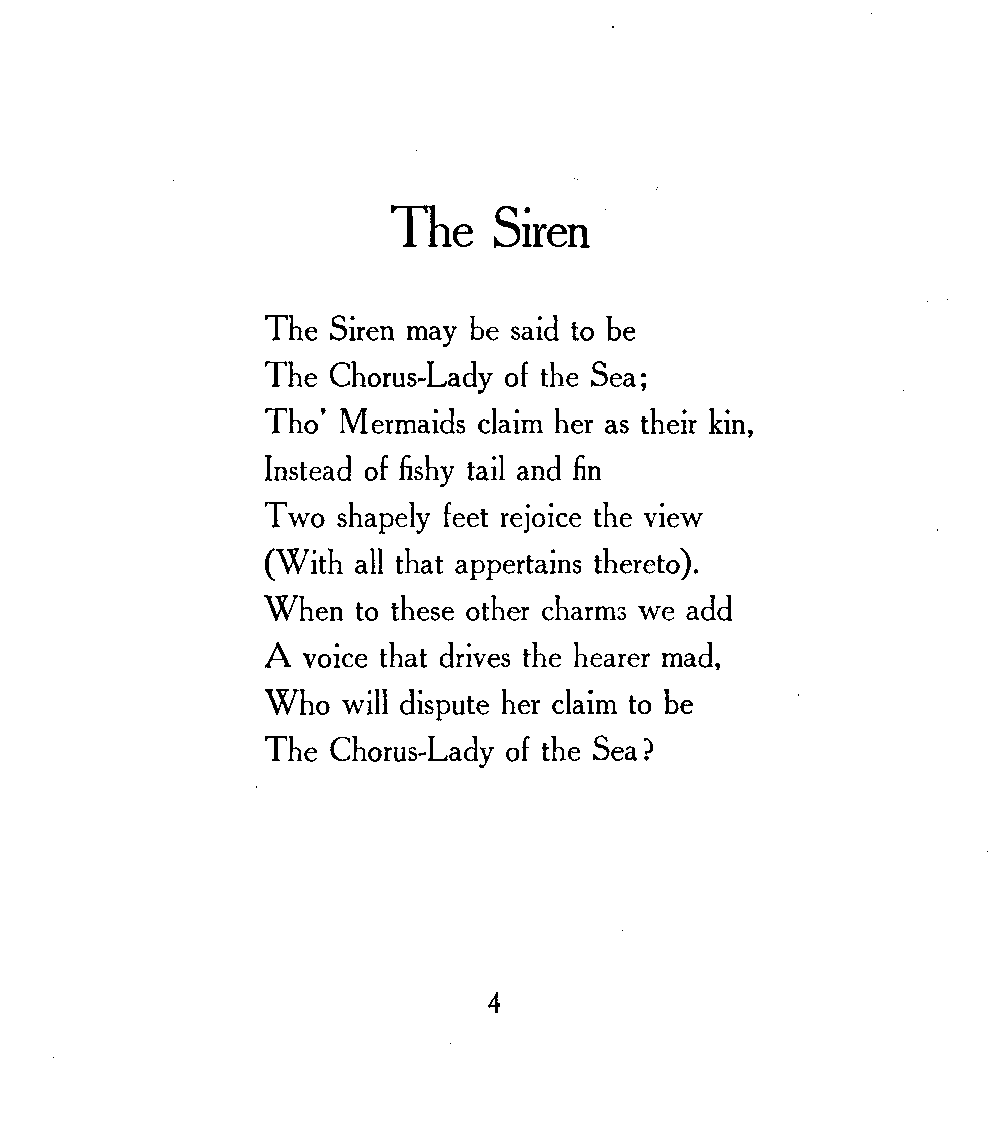 The Siren
The Siren may be said to be
The Chorus-Lady of the Sea;
Tho' Mermaids claim her as their kin,
Instead of fishy tail and fin
Two shapely feet rejoice the view
(With all that appertains thereto).
When to these other charms we add
A voice that drives the hearer mad,
Who will dispute her claim to be
The Chorus-Lady of the Sea?
4